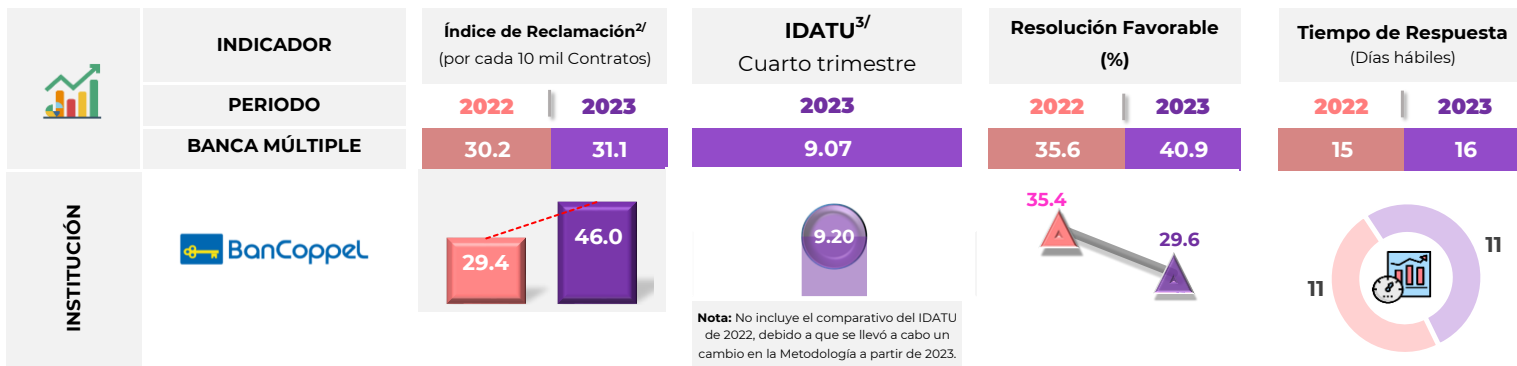 INDICADOR
Índice de Reclamación2/
(por cada 10 mil Contratos)
IDATU3/
Cuarto trimestre
Resolución Favorable
(%)
Tiempo de Respuesta
(Días hábiles)
PERIODO
2022
2023
2023
2022
2023
2022
2023
BANCA MÚLTIPLE
30.2
31.1
9.07
35.6
40.9
15
16
INSTITUCIÓN
BanCoppel
29.4
46.0
9.20
Nota: No incluye el comparativo del IDATU
de 2022, debido a que se llevó a cabo un
cambio en la Metodología a partir de 2023.
35.4
29.6
11
11